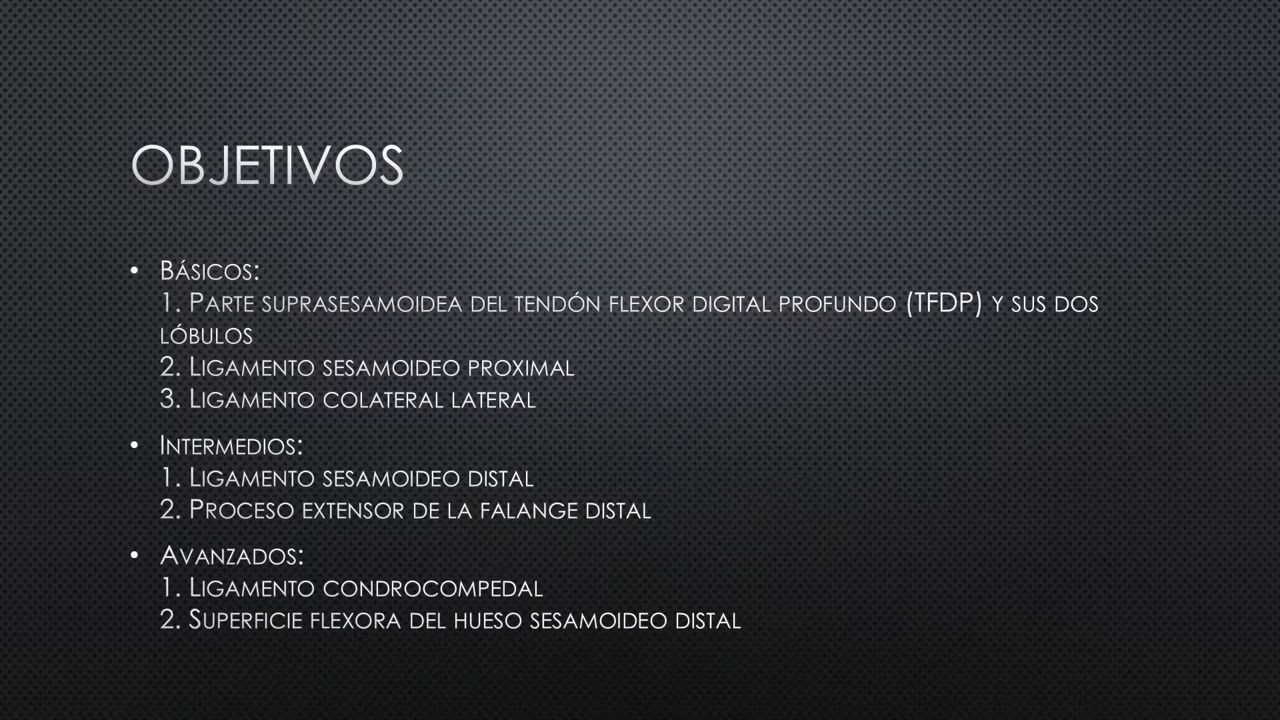 OBJETIVOS
• BÁSICOS:
1. PARTE SUPRASESAMOIDEA DEL TENDÓN FLEXOR DIGITAL PROFUNDO (TFDP) Y SUS DOS
LÓBULOS
2. LIGAMENTO SESAMOIDEO PROXIMAL
3. LIGAMENTO COLATERAL LATERAL
• INTERMEDIOS:
1. LIGAMENTO SESAMOIDEO DISTAL
2. PROCESO EXTENSOR DE LA FALANGE DISTAL
• AVANZADOS:
1. LIGAMENTO CONDROCOMPEDAL
2. SUPERFICIE FLEXORA DEL HUESO SESAMOIDEO DISTAL